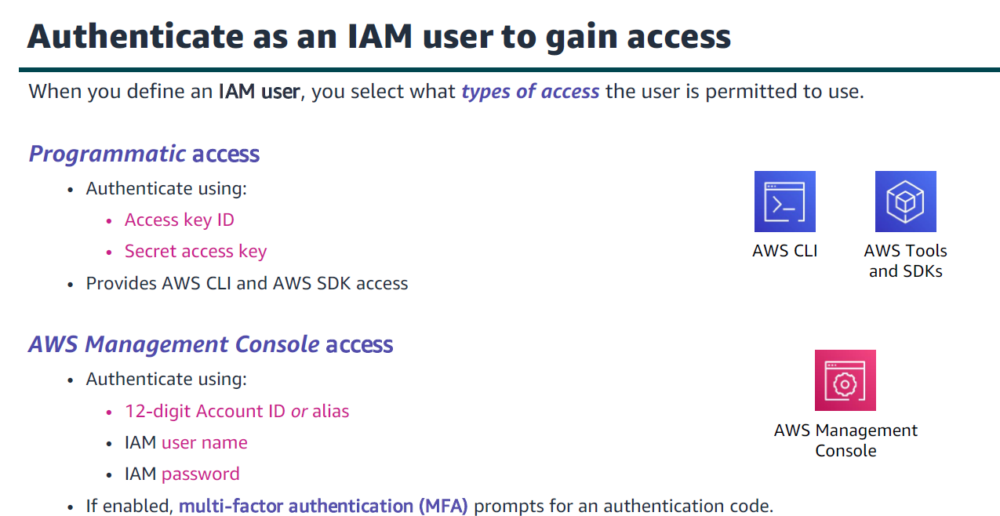 Authenticate as an IAM user to gain access
When you define an IAM user, you select what types of access the user is permitted to use.
Programmatic access
• Authenticate using:
• Access key ID
• Secret access key
• Provides AWS CLI and AWS SDK access
AWS CLI
AWS Tools
and SDKs
AWS Management Console access
• Authenticate using:
• 12-digit Account ID or alias
• IAM user name
• IAM password
• If enabled, multi-factor authentication (MFA) prompts for an authentication code.
AWS Management
Console